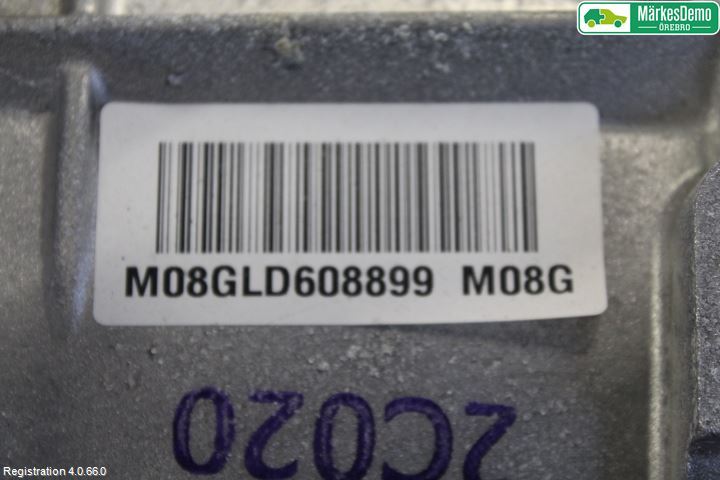 MärkesDemo
ÖREBRO
M08GLD608899 M08G
2C020
Registration 4.0.66.0